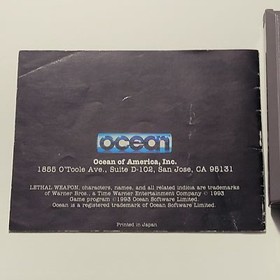 ocean
Ocean of America, Inc.
1855 O'Toole Ave., Suite D-102, San Jose, CA 95131
LETHAL WEAPON, characters, names, and all related indicia are trademarks
of Warner Bros., a Time Warner Entertainment Company © 1993
Game program ©1993 Ocean Software Limited.
Ocean is a registered trademark of Ocean Software Limited.
Printed in Japan